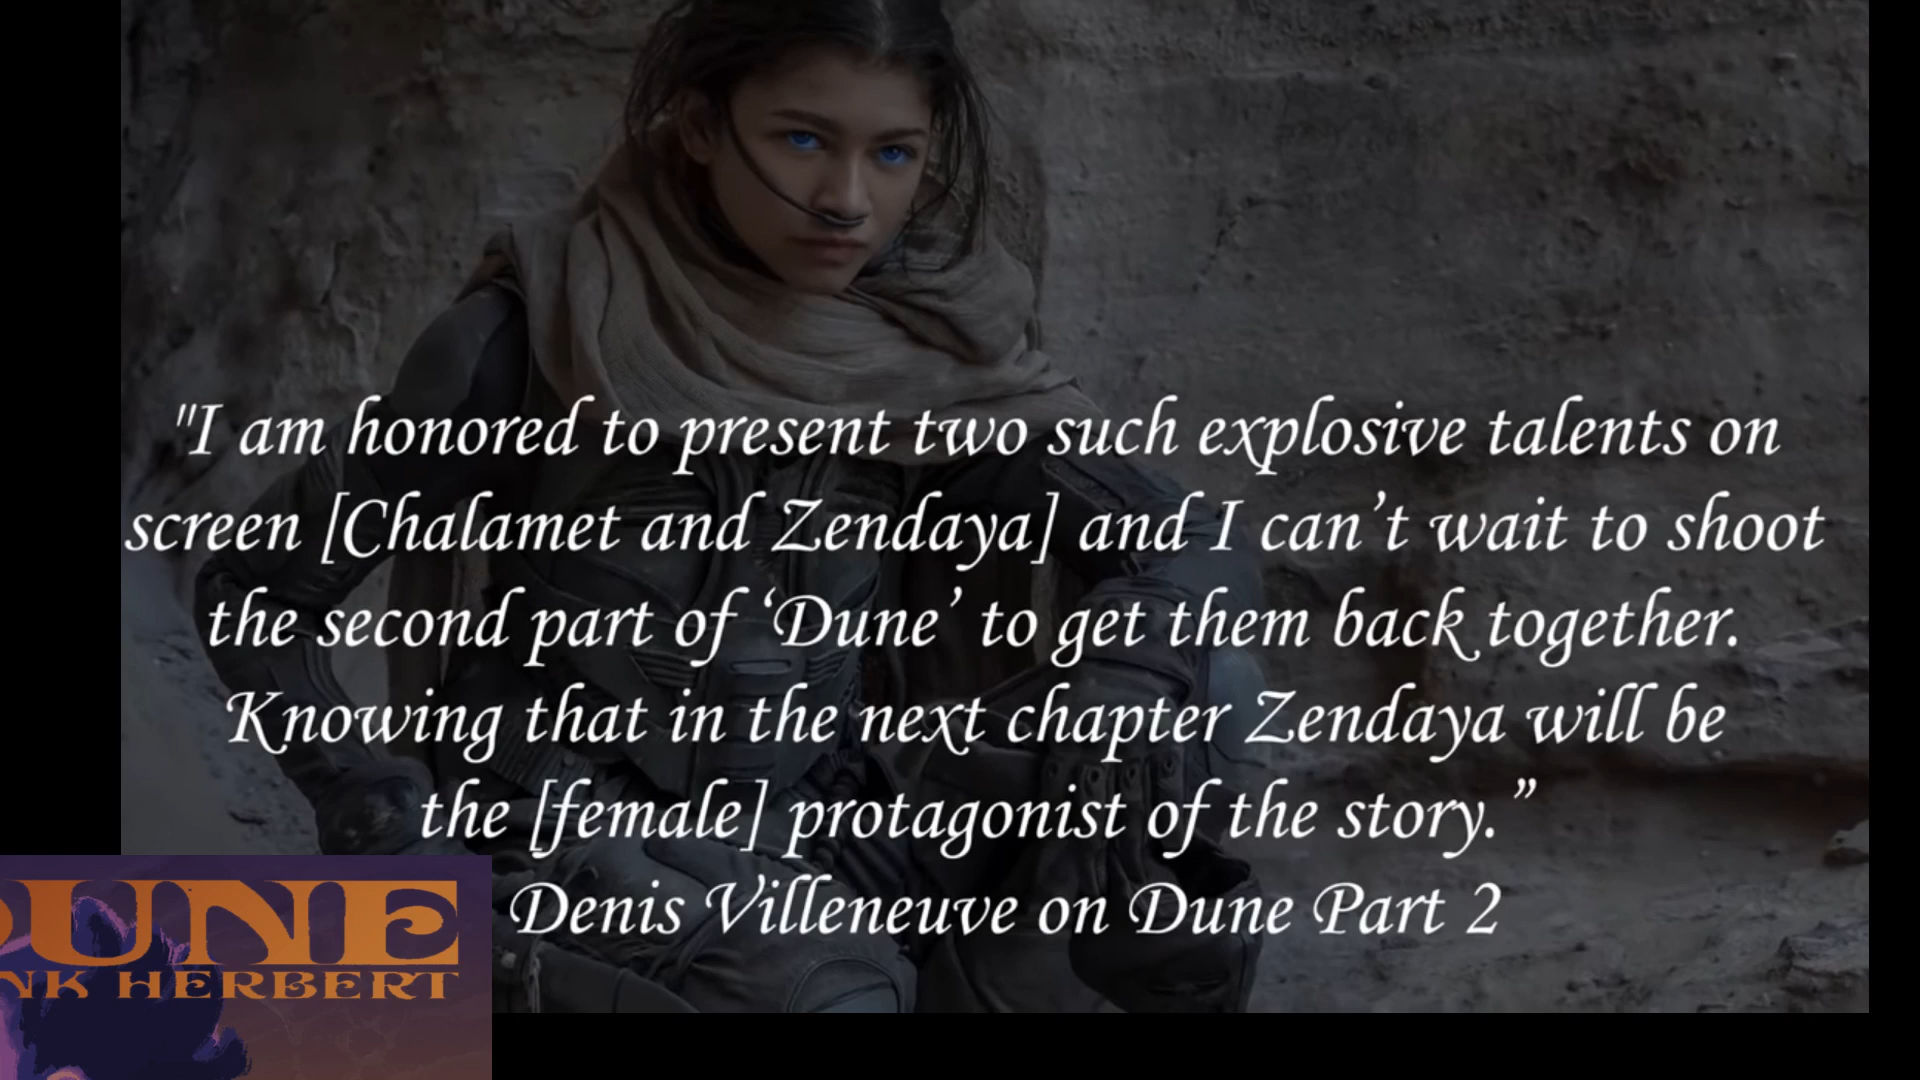 "I am honored to present two such explosive talents on
screen [Chalamet and Zendaya] and I can’t wait to shoot
the second part of ‘Dune’ to get them back together.
Knowing that in the next chapter Zendaya will be
the [female] protagonist of the story.”
Denis Villeneuve on Dune Part 2
DUNE
NK HERBERT